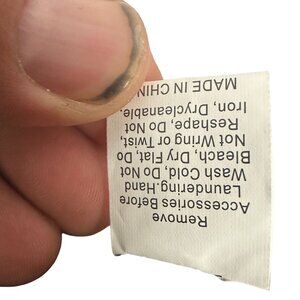 Remove
Accessories Before
Laundering.Hand
Wash Cold, Do Not
Bleach, Dry Flat, Do
Not Wring or Twist,
Reshape, Do Not
Iron, Drycleanable,
MADE IN CHIN